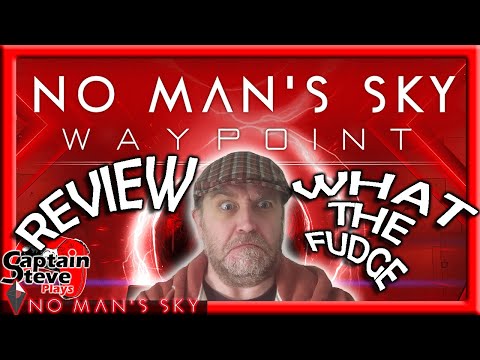 NO MAN'S SKY
WAYPOINT
REVIEW
WHAT
THE
FUDGE
Captain
Steve
Plays
NO MAN'S SKY